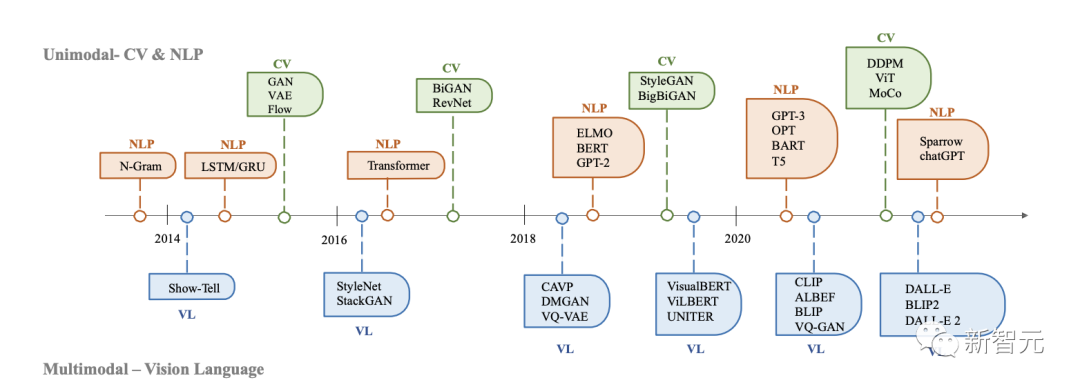 Unimodal- CV & NLP
CV
GAN
VAE
Flow
CV
BiGAN
RevNet
CV
StyleGAN
BigBiGAN
CV
DDPM
ViT
MoCo
NLP
N-Gram
NLP
LSTM/GRU
NLP
Transformer
NLP
ELMO
BERT
GPT-2
NLP
GPT-3
OPT
BART
T5
NLP
Sparrow
chatGPT
2014
2016
2018
2020
Show-Tell
VL
StyleNet
StackGAN
VL
CAVP
DMGAN
VQ-VAE
VL
VisualBERT
ViLBERT
UNITER
VL
CLIP
ALBEF
BLIP
VQ-GAN
VL
DALL-E
BLIP2
DALL-E 2
VL
新智元
Multimodal – Vision Language